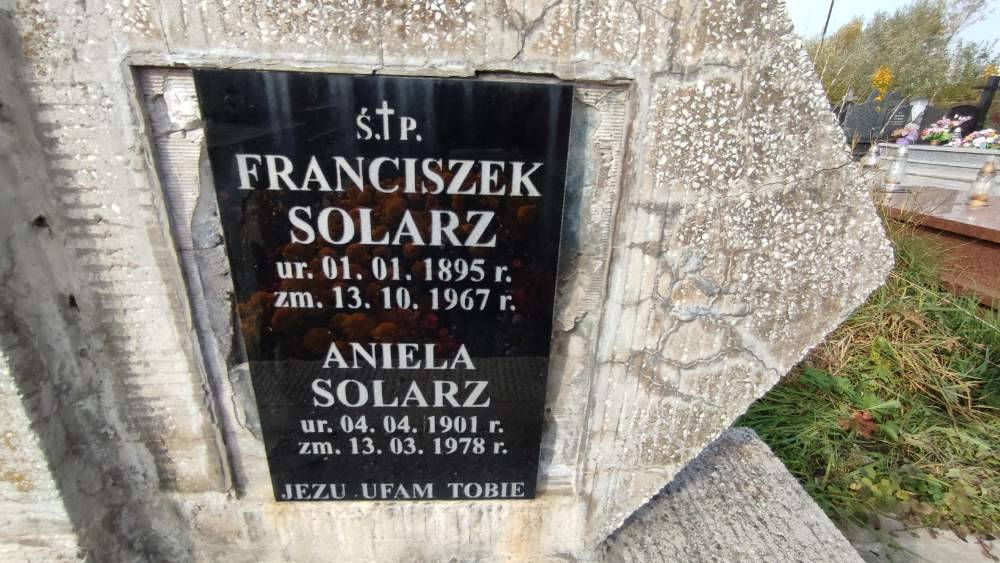 Ś.†P.
FRANCISZEK
SOLARZ
ur. 01. 01. 1895 r.
zm. 13. 10. 1967 r.
ANIELA
SOLARZ
ur. 04. 04. 1901 r.
zm. 13. 03. 1978 r.
JEZU UFAM TOBIE